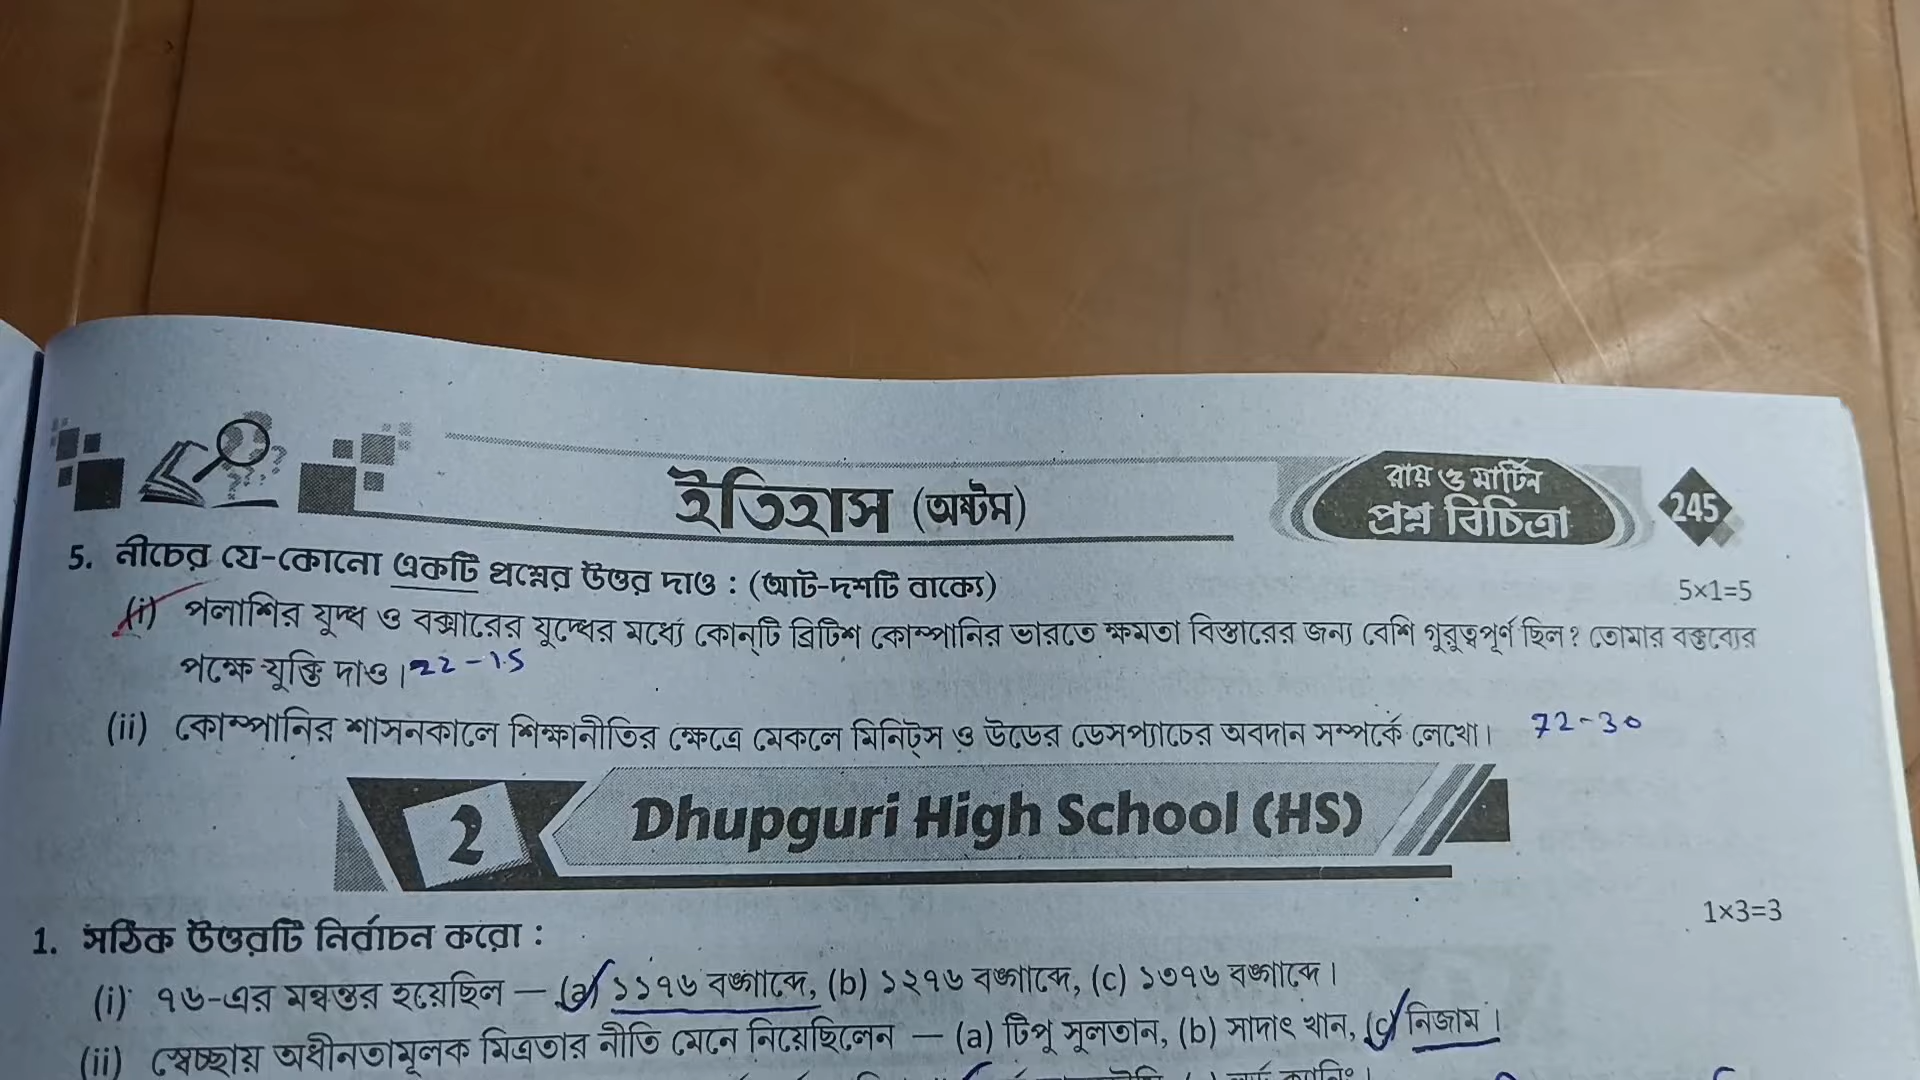 ইতিহাস (অষ্টম)
রায় ও মার্টিন
প্রশ্ন বিচিত্রা
245
5. নীচের যে-কোনো একটি প্রশ্নের উত্তর দাও : (আট-দশটি বাক্যে)
5×1=5
(i) পলাশির যুদ্ধ ও বক্সারের যুদ্ধের মধ্যে কোন্‌টি ব্রিটিশ কোম্পানির ভারতে ক্ষমতা বিস্তারের জন্য বেশি গুরুত্বপূর্ণ ছিল? তোমার বক্তব্যের
পক্ষে যুক্তি দাও। 22-15
(ii) কোম্পানির শাসনকালে শিক্ষানীতির ক্ষেত্রে মেকলে মিনিট্‌স ও উডের ডেসপ্যাচের অবদান সম্পর্কে লেখো। 72-30
2 Dhupguri High School (HS)
1. সঠিক উত্তরটি নির্বাচন করো :
1×3=3
(i) ৭৬-এর মন্বন্তর হয়েছিল — (a) ১১৭৬ বঙ্গাব্দে, (b) ১২৭৬ বঙ্গাব্দে, (c) ১৩৭৬ বঙ্গাব্দে।
(ii) স্বেচ্ছায় অধীনতামূলক মিত্রতার নীতি মেনে নিয়েছিলেন — (a) টিপু সুলতান, (b) সাদাৎ খান, (c) নিজাম।